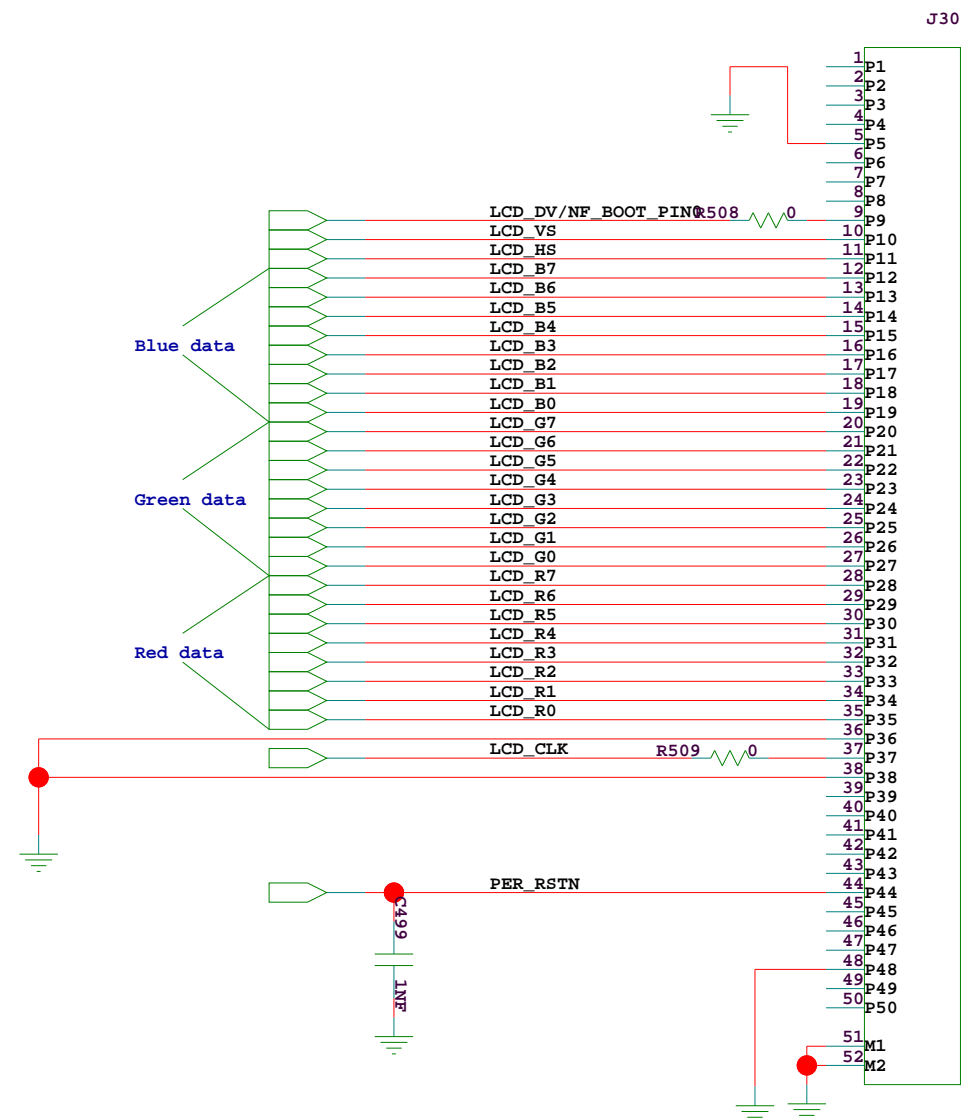 J30
1 P1
2 P2
3 P3
4 P4
5 P5
6 P6
7 P7
8 P8
LCD_DV/NF_BOOT_PIN0 R508 0 9 P9
LCD_VS 10 P10
LCD_HS 11 P11
LCD_B7 12 P12
LCD_B6 13 P13
LCD_B5 14 P14
LCD_B4 15 P15
Blue data LCD_B3 16 P16
LCD_B2 17 P17
LCD_B1 18 P18
LCD_B0 19 P19
LCD_G7 20 P20
LCD_G6 21 P21
LCD_G5 22 P22
LCD_G4 23 P23
Green data LCD_G3 24 P24
LCD_G2 25 P25
LCD_G1 26 P26
LCD_G0 27 P27
LCD_R7 28 P28
LCD_R6 29 P29
LCD_R5 30 P30
LCD_R4 31 P31
Red data LCD_R3 32 P32
LCD_R2 33 P33
LCD_R1 34 P34
LCD_R0 35 P35
36 P36
LCD_CLK R509 0 37 P37
38 P38
39 P39
40 P40
41 P41
42 P42
43 P43
PER_RSTN 44 P44
C499 45 P45
46 P46
47 P47
48 P48
1NF 49 P49
50 P50
51 M1
52 M2